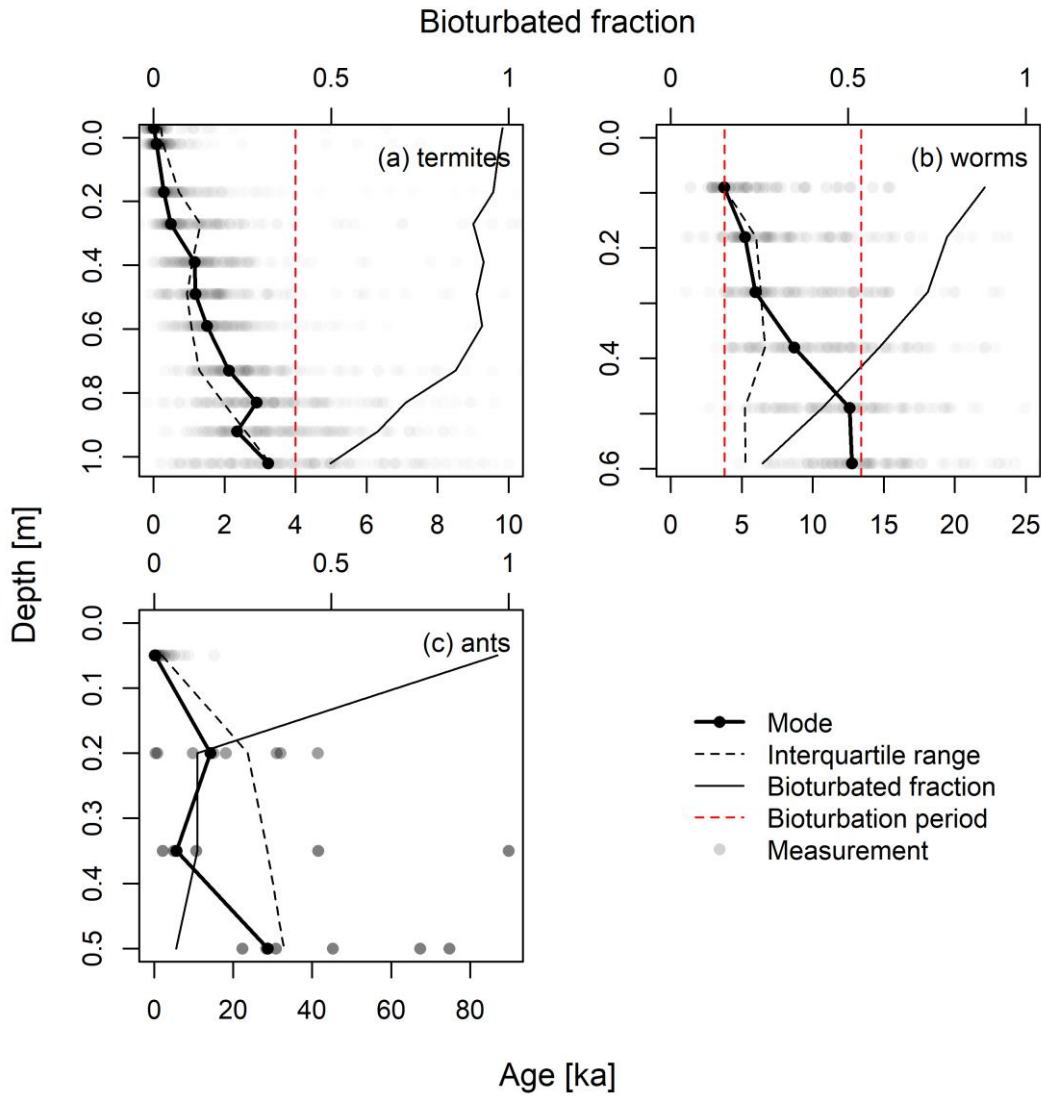 Bioturbated fraction
0 0.5 1
0 0.5 1
(a) termites
(b) worms
0.0 0.2 0.4 0.6 0.8 1.0
0.0 0.2 0.4 0.6
0 2 4 6 8 10
0 5 10 15 20 25
Depth [m]
0 0.5 1
(c) ants
0.0 0.1 0.2 0.3 0.4 0.5
0 20 40 60 80
Mode
Interquartile range
Bioturbated fraction
Bioturbation period
Measurement
Age [ka]